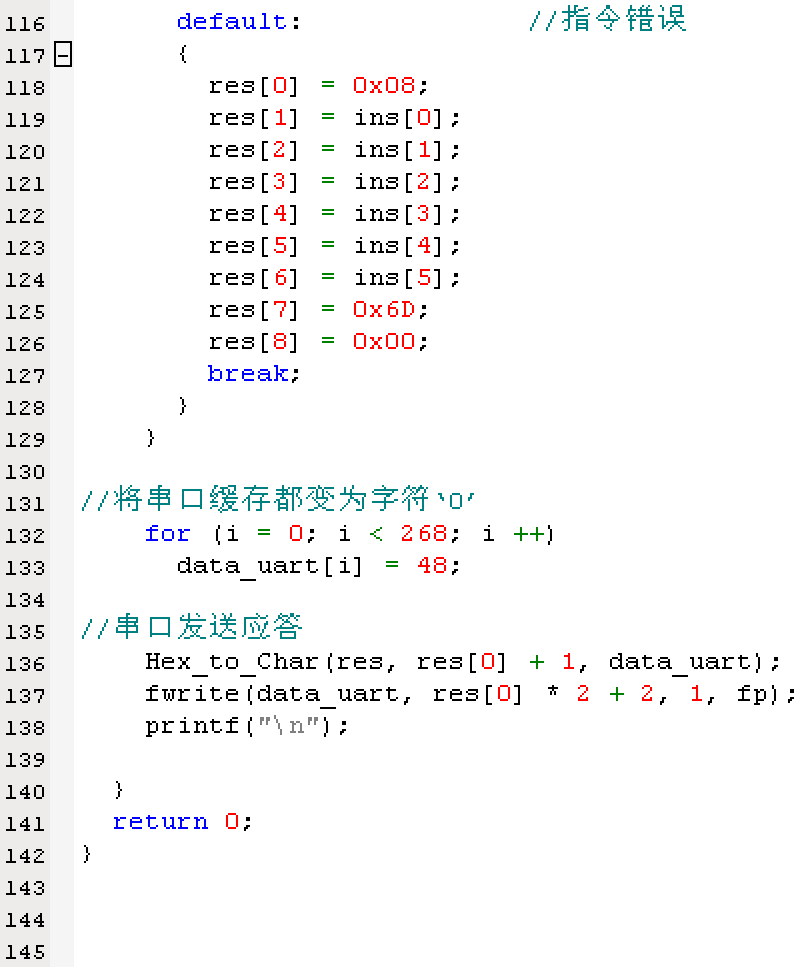 116 default: //指令错误
117 {
118 res[0] = 0x08;
119 res[1] = ins[0];
120 res[2] = ins[1];
121 res[3] = ins[2];
122 res[4] = ins[3];
123 res[5] = ins[4];
124 res[6] = ins[5];
125 res[7] = 0x6D;
126 res[8] = 0x00;
127 break;
128 }
129 }
130
131 //将串口缓存都变为字符‘0’
132 for (i = 0; i < 268; i ++)
133 data_uart[i] = 48;
134
135 //串口发送应答
136 Hex_to_Char(res, res[0] + 1, data_uart);
137 fwrite(data_uart, res[0] * 2 + 2, 1, fp);
138 printf("\n");
139
140 }
141 return 0;
142 }
143
144
145